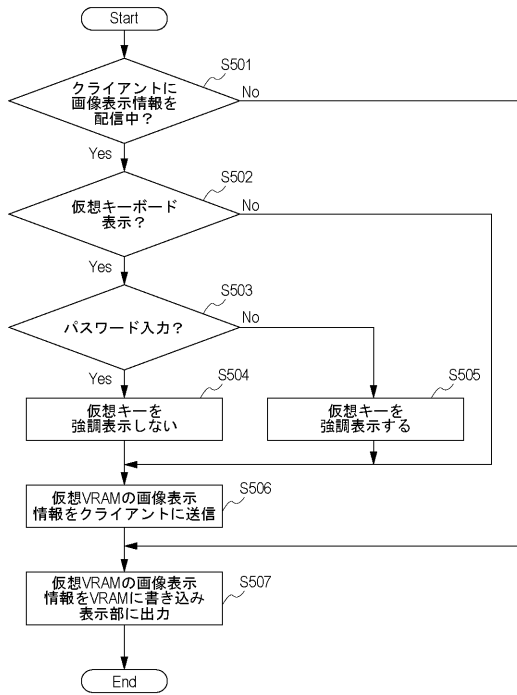 Start
S501
クライアントに
画像表示情報を
配信中？
No
Yes
S502
仮想キーボード
表示？
No
Yes
S503
パスワード入力？
No
Yes
S504
仮想キーを
強調表示しない
S505
仮想キーを
強調表示する
S506
仮想VRAMの画像表示
情報をクライアントに送信
S507
仮想VRAMの画像表示
情報をVRAMに書き込み
表示部に出力
End